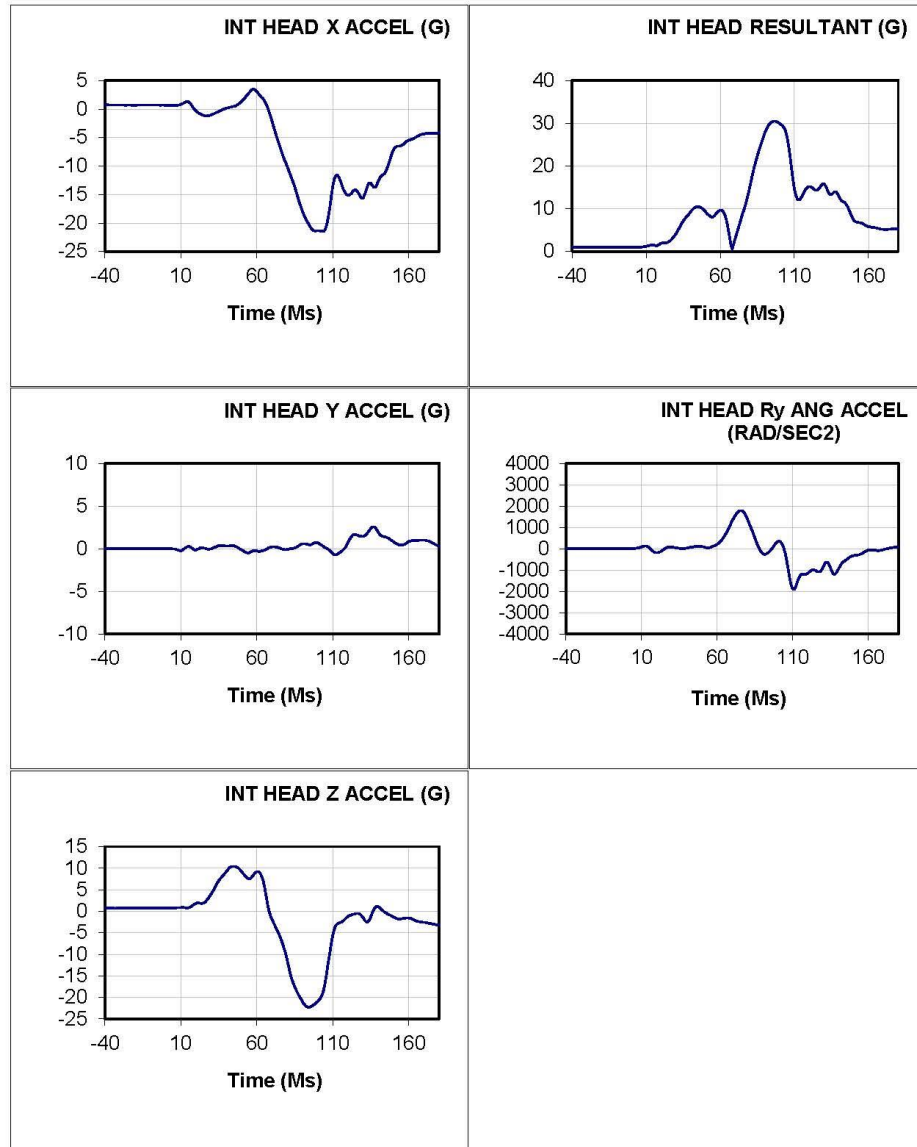 INT HEAD X ACCEL (G)
5
0
-5
-10
-15
-20
-25
-40 10 60 110 160
Time (Ms)
INT HEAD RESULTANT (G)
40
30
20
10
0
-40 10 60 110 160
Time (Ms)
INT HEAD Y ACCEL (G)
10
5
0
-5
-10
-40 10 60 110 160
Time (Ms)
INT HEAD Ry ANG ACCEL
(RAD/SEC2)
4000
3000
2000
1000
0
-1000
-2000
-3000
-4000
-40 10 60 110 160
Time (Ms)
INT HEAD Z ACCEL (G)
15
10
5
0
-5
-10
-15
-20
-25
-40 10 60 110 160
Time (Ms)